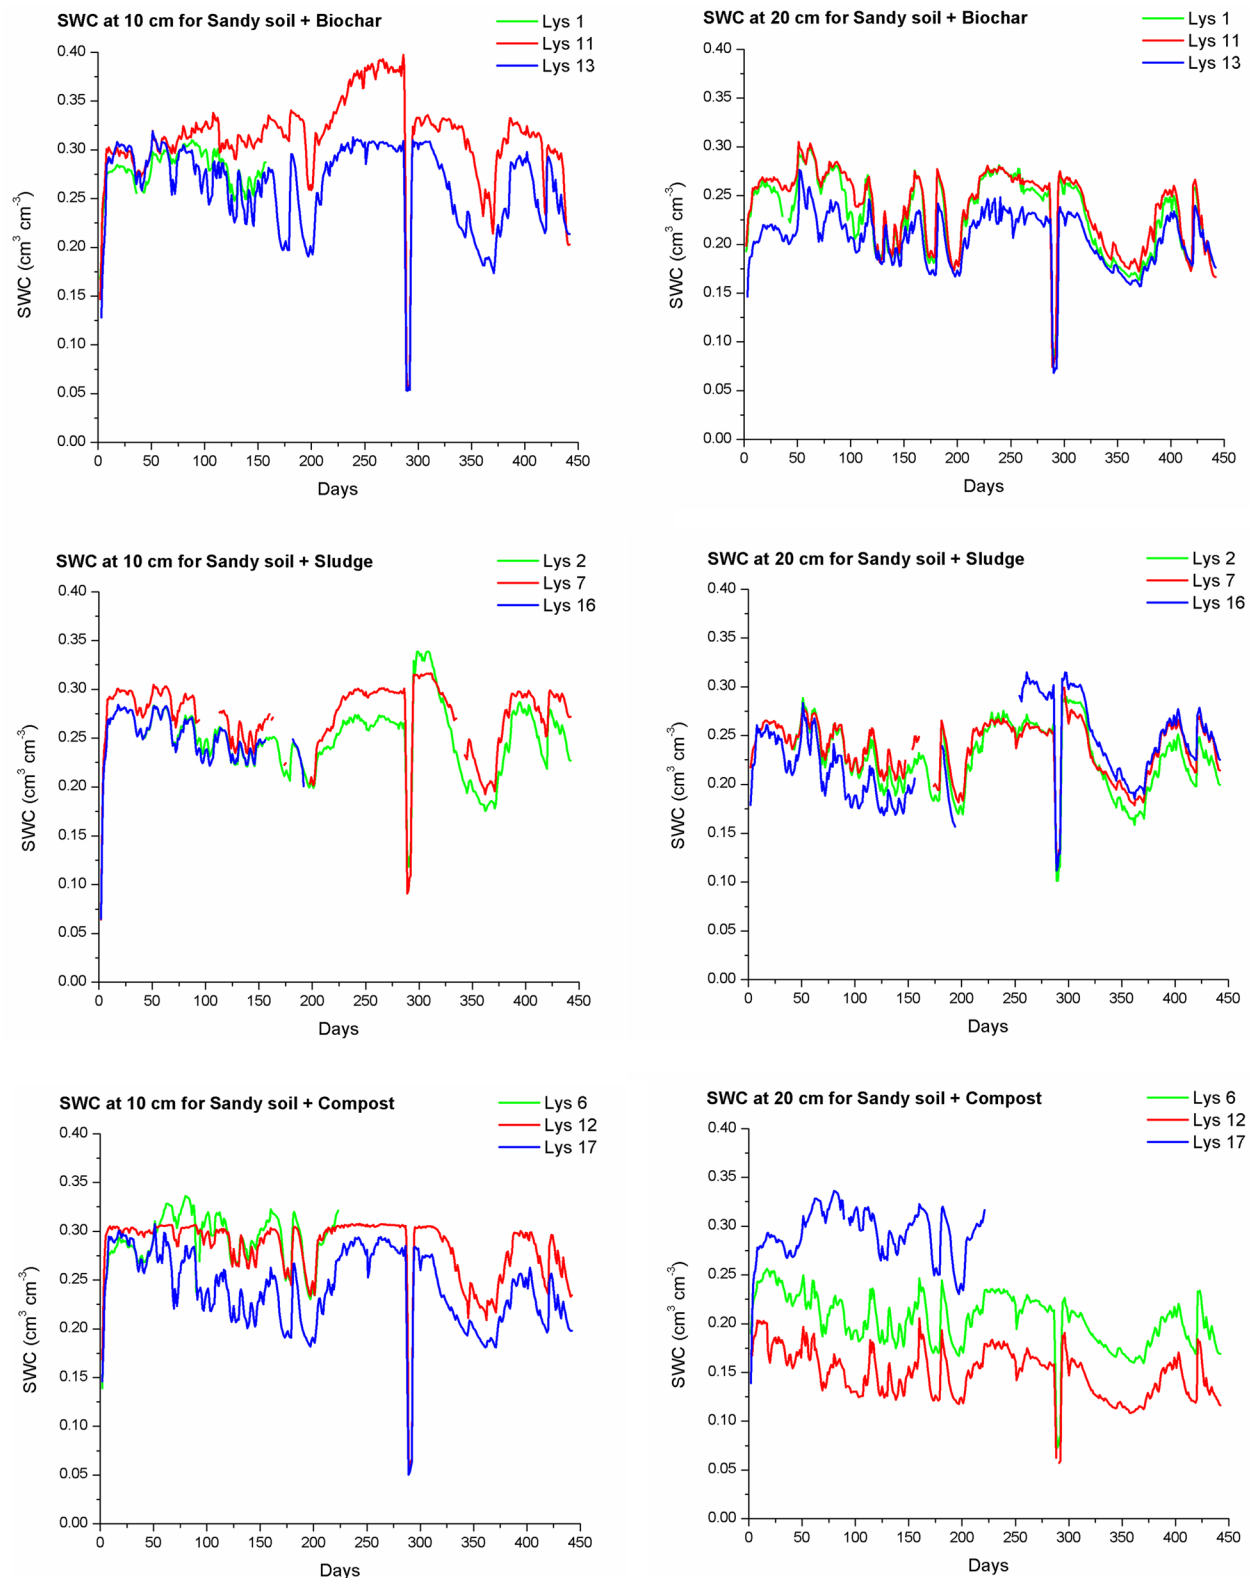 SWC at 10 cm for Sandy soil + Biochar
Lys 1
Lys 11
Lys 13
0.40
0.35
0.30
0.25
0.20
0.15
0.10
0.05
0.00
SWC (cm³ cm⁻³)
0 50 100 150 200 250 300 350 400 450
Days
SWC at 20 cm for Sandy soil + Biochar
Lys 1
Lys 11
Lys 13
0.40
0.35
0.30
0.25
0.20
0.15
0.10
0.05
0.00
SWC (cm³ cm⁻³)
0 50 100 150 200 250 300 350 400 450
Days
SWC at 10 cm for Sandy soil + Sludge
Lys 2
Lys 7
Lys 16
0.40
0.35
0.30
0.25
0.20
0.15
0.10
0.05
0.00
SWC (cm³ cm⁻³)
0 50 100 150 200 250 300 350 400 450
Days
SWC at 20 cm for Sandy soil + Sludge
Lys 2
Lys 7
Lys 16
0.40
0.35
0.30
0.25
0.20
0.15
0.10
0.05
0.00
SWC (cm³ cm⁻³)
0 50 100 150 200 250 300 350 400 450
Days
SWC at 10 cm for Sandy soil + Compost
Lys 6
Lys 12
Lys 17
0.40
0.35
0.30
0.25
0.20
0.15
0.10
0.05
0.00
SWC (cm³ cm⁻³)
0 50 100 150 200 250 300 350 400 450
Days
SWC at 20 cm for Sandy soil + Compost
Lys 6
Lys 12
Lys 17
0.40
0.35
0.30
0.25
0.20
0.15
0.10
0.05
0.00
SWC (cm³ cm⁻³)
0 50 100 150 200 250 300 350 400 450
Days